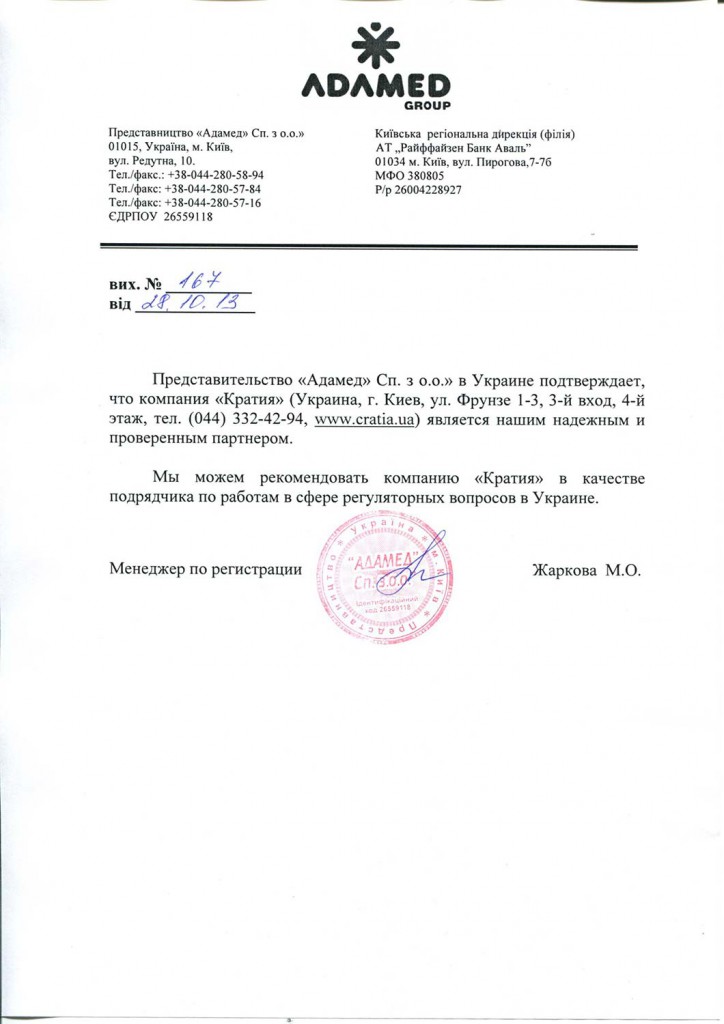 ADAMED
GROUP
Представництво «Адамед» Сп. з о.о.»
01015, Україна, м. Київ,
вул. Редутна, 10.
Тел./факс.: +38-044-280-58-94
Тел./факс: +38-044-280-57-84
Тел./факс: +38-044-280-57-16
ЄДРПОУ 26559118
Київська регіональна дирекція (філія)
АТ „Райффайзен Банк Аваль”
01034 м. Київ, вул. Пирогова,7-7б
МФО 380805
Р/р 26004228927
вих. № 167
від 28.10.13
Представительство «Адамед» Сп. з о.о.» в Украине подтверждает,
что компания «Кратия» (Украина, г. Киев, ул. Фрунзе 1-3, 3-й вход, 4-й
этаж, тел. (044) 332-42-94, www.cratia.ua) является нашим надежным и
проверенным партнером.
Мы можем рекомендовать компанию «Кратия» в качестве
подрядчика по работам в сфере регуляторных вопросов в Украине.
Менеджер по регистрации
Жаркова М.О.
Україна * м. Київ * Представництво *
"АДАМЕД"
Сп. з.о.о.
Ідентифікаційний
код 26559118